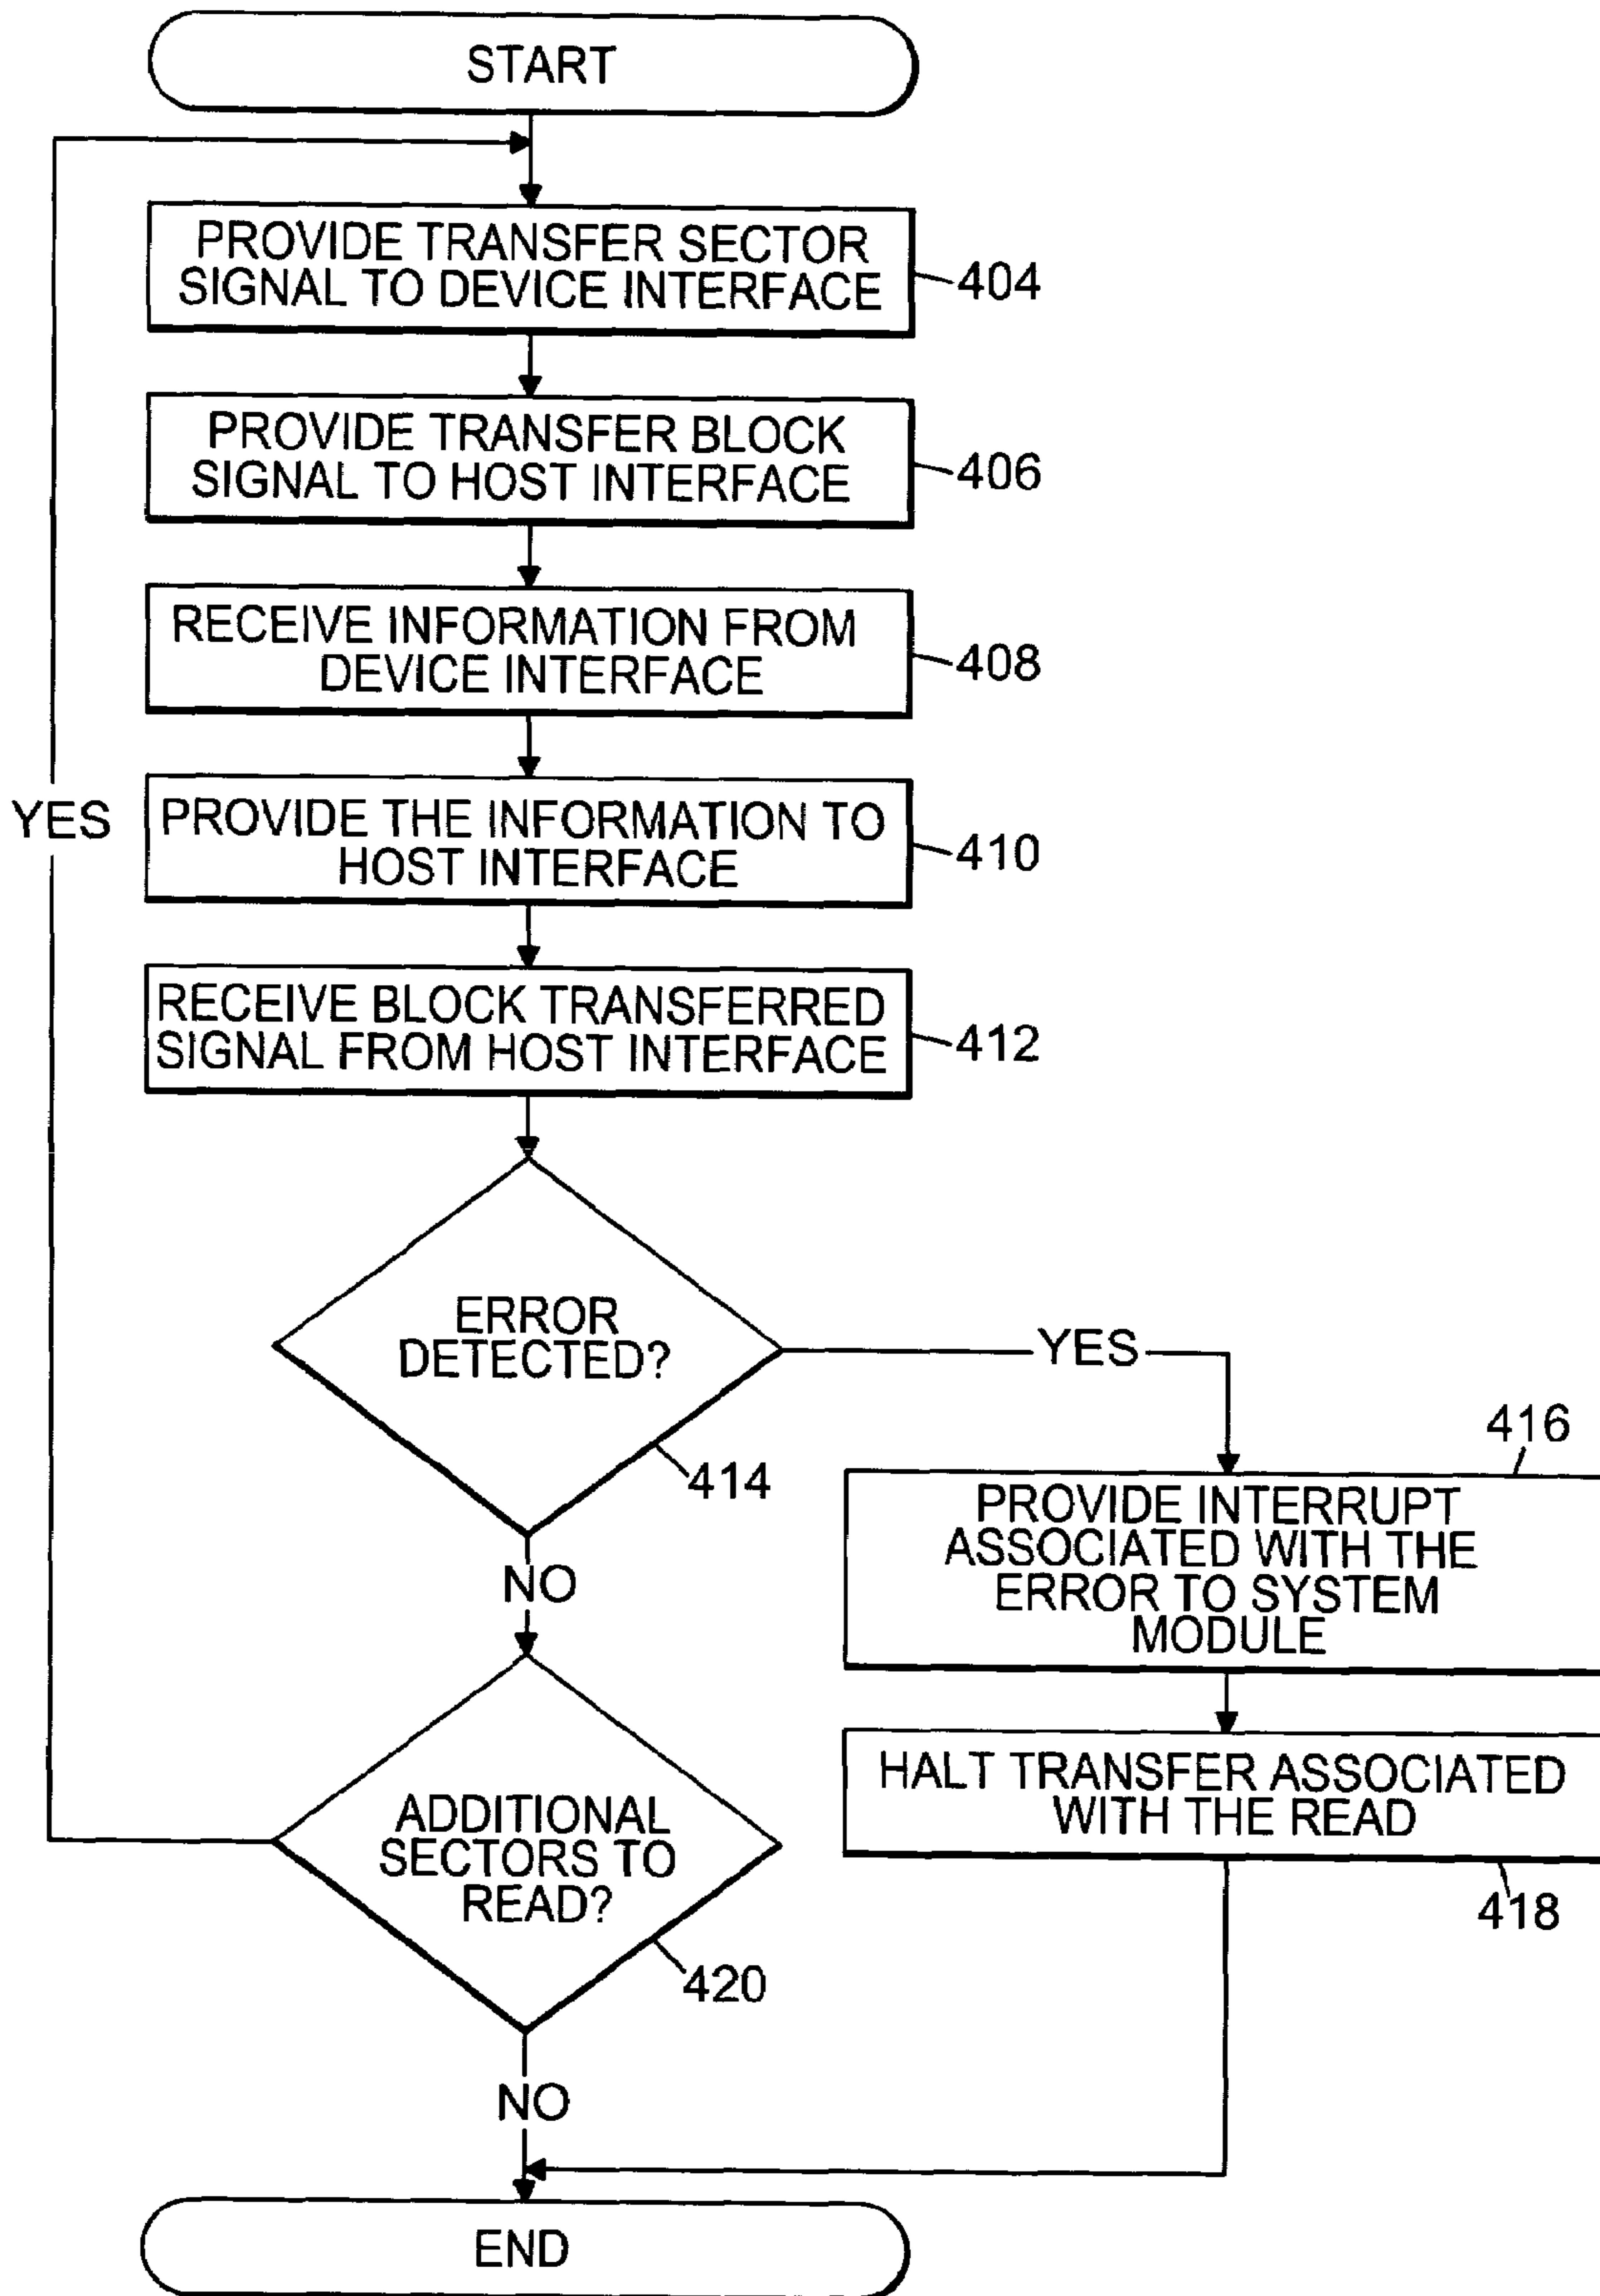 START
PROVIDE TRANSFER SECTOR
SIGNAL TO DEVICE INTERFACE
404
PROVIDE TRANSFER BLOCK
SIGNAL TO HOST INTERFACE
406
RECEIVE INFORMATION FROM
DEVICE INTERFACE
408
YES
PROVIDE THE INFORMATION TO
HOST INTERFACE
410
RECEIVE BLOCK TRANSFERRED
SIGNAL FROM HOST INTERFACE
412
ERROR
DETECTED?
YES
414
416
PROVIDE INTERRUPT
ASSOCIATED WITH THE
ERROR TO SYSTEM
MODULE
NO
HALT TRANSFER ASSOCIATED
WITH THE READ
418
ADDITIONAL
SECTORS TO
READ?
420
NO
END